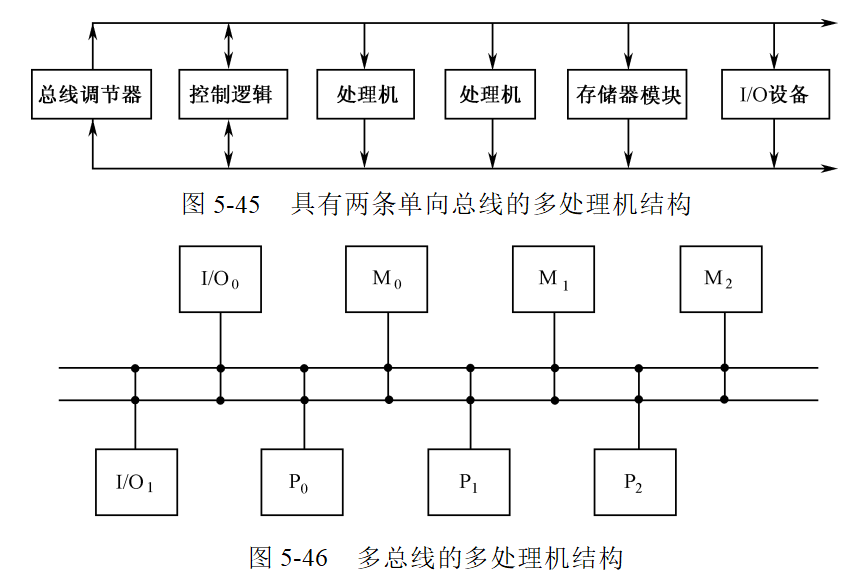 总线调节器 控制逻辑 处理机 处理机 存储器模块 I/O设备
图 5-45 具有两条单向总线的多处理机结构
I/O₀ M₀ M₁ M₂
I/O₁ P₀ P₁ P₂
图 5-46 多总线的多处理机结构